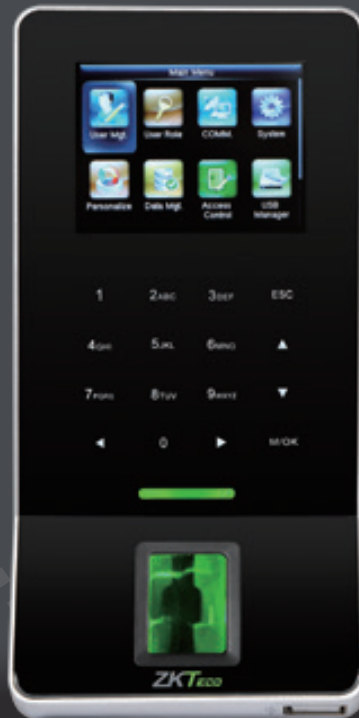 Main Menu
User Mgt. User Role COMM. System
Personalize Data Mgt. Access Control USB Manager
1 2ABC 3DEF ESC
4GHI 5JKL 6MNO ▲
7PQRS 8TUV 9WXYZ ▼
◀ 0 ▶ M/OK
ZKTeco